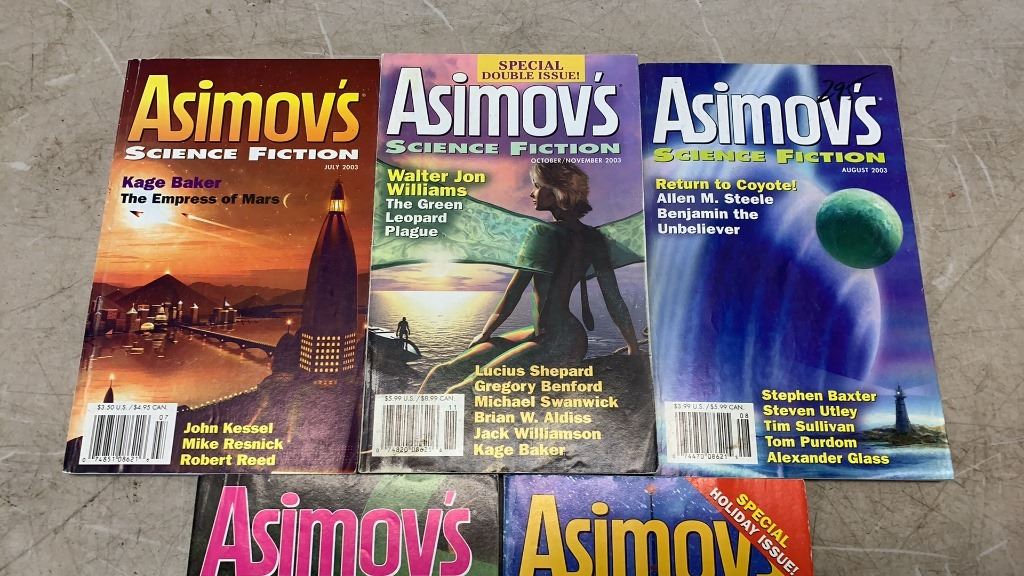 Asimov's
SCIENCE FICTION
JULY 2003
Kage Baker
The Empress of Mars
$3.50 U.S. / $4.95 CAN.
07
John Kessel
Mike Resnick
Robert Reed
SPECIAL
DOUBLE ISSUE!
Asimov's
SCIENCE FICTION
OCTOBER/NOVEMBER 2003
Walter Jon
Williams
The Green
Leopard
Plague
Lucius Shepard
Gregory Benford
Michael Swanwick
Brian W. Aldiss
Jack Williamson
Kage Baker
$5.99 U.S. / $8.99 CAN.
11
Asimov's
295
SCIENCE FICTION
AUGUST 2003
Return to Coyote!
Allen M. Steele
Benjamin the
Unbeliever
$3.99 U.S. / $5.99 CAN.
08
Stephen Baxter
Steven Utley
Tim Sullivan
Tom Purdom
Alexander Glass
Asimov's
Asimov's
SPECIAL
HOLIDAY ISSUE!